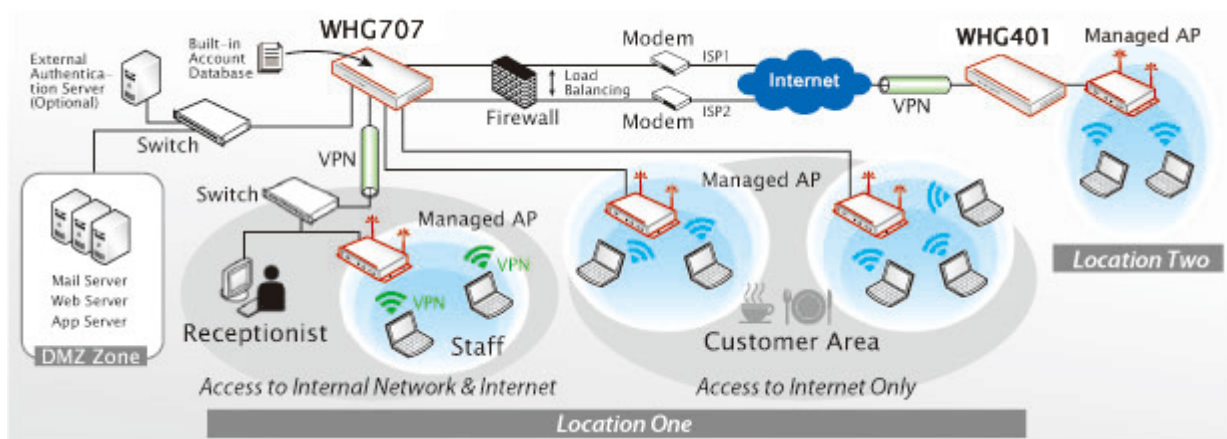 WHG707
External
Authentica-
tion Server
(Optional)
Built-in
Account
Database
Switch
Firewall
Load
Balancing
Modem
ISP1
Modem
ISP2
Internet
VPN
WHG401
Managed AP
Location Two
DMZ Zone
Mail Server
Web Server
App Server
VPN
Switch
Managed AP
Receptionist
VPN
VPN
Staff
Access to Internal Network & Internet
Managed AP
Customer Area
Access to Internet Only
Location One